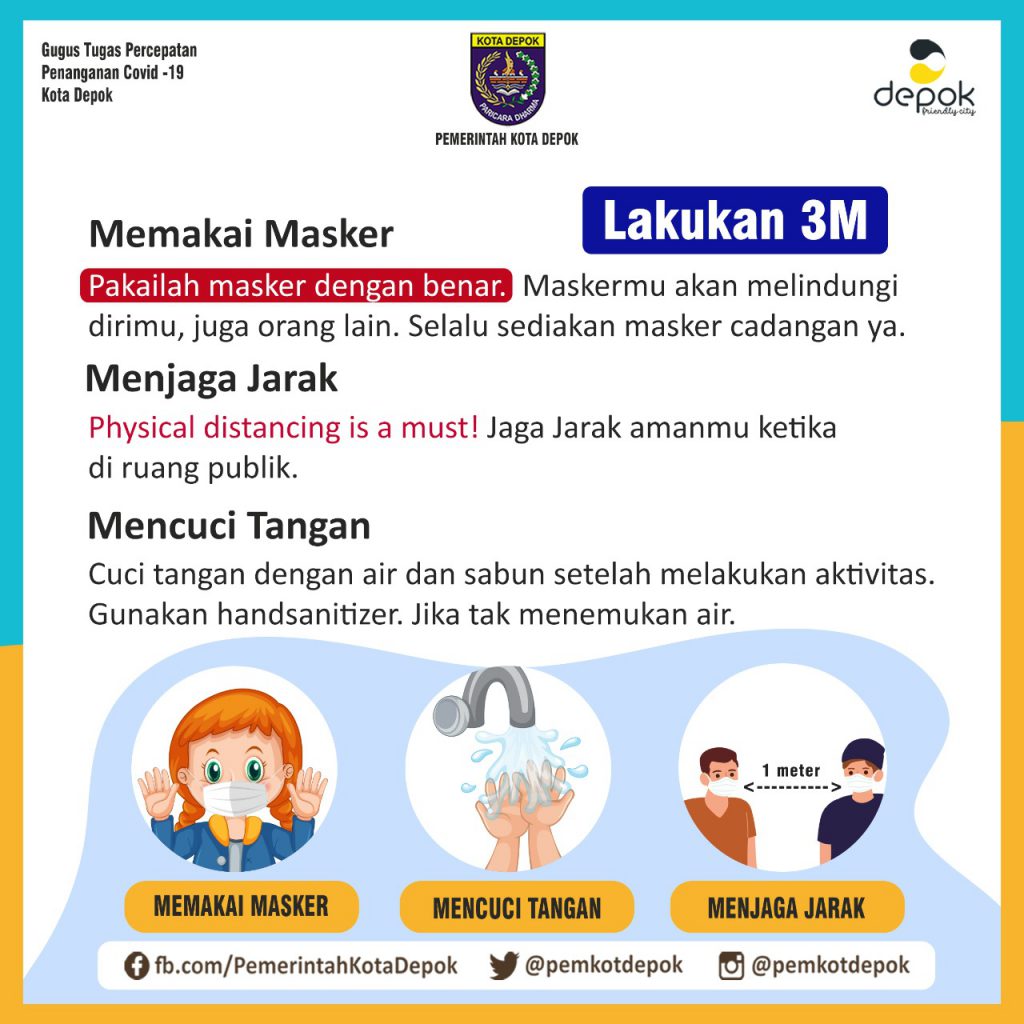 Gugus Tugas Percepatan
Penanganan Covid -19
Kota Depok
KOTA DEPOK
PARICARA DHARMA
PEMERINTAH KOTA DEPOK
depok
friendly city
Lakukan 3M
Memakai Masker
Pakailah masker dengan benar. Maskermu akan melindungi
dirimu, juga orang lain. Selalu sediakan masker cadangan ya.
Menjaga Jarak
Physical distancing is a must! Jaga Jarak amanmu ketika
di ruang publik.
Mencuci Tangan
Cuci tangan dengan air dan sabun setelah melakukan aktivitas.
Gunakan handsanitizer. Jika tak menemukan air.
1 meter
MEMAKAI MASKER
MENCUCI TANGAN
MENJAGA JARAK
fb.com/PemerintahKotaDepok
@pemkotdepok
@pemkotdepok